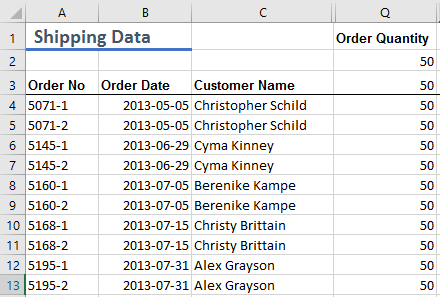 A B C Q
1 Shipping Data Order Quantity
2 50
3 Order No Order Date Customer Name 50
4 5071-1 2013-05-05 Christopher Schild 50
5 5071-2 2013-05-05 Christopher Schild 50
6 5145-1 2013-06-29 Cyma Kinney 50
7 5145-2 2013-06-29 Cyma Kinney 50
8 5160-1 2013-07-05 Berenike Kampe 50
9 5160-2 2013-07-05 Berenike Kampe 50
10 5168-1 2013-07-15 Christy Brittain 50
11 5168-2 2013-07-15 Christy Brittain 50
12 5195-1 2013-07-31 Alex Grayson 50
13 5195-2 2013-07-31 Alex Grayson 50